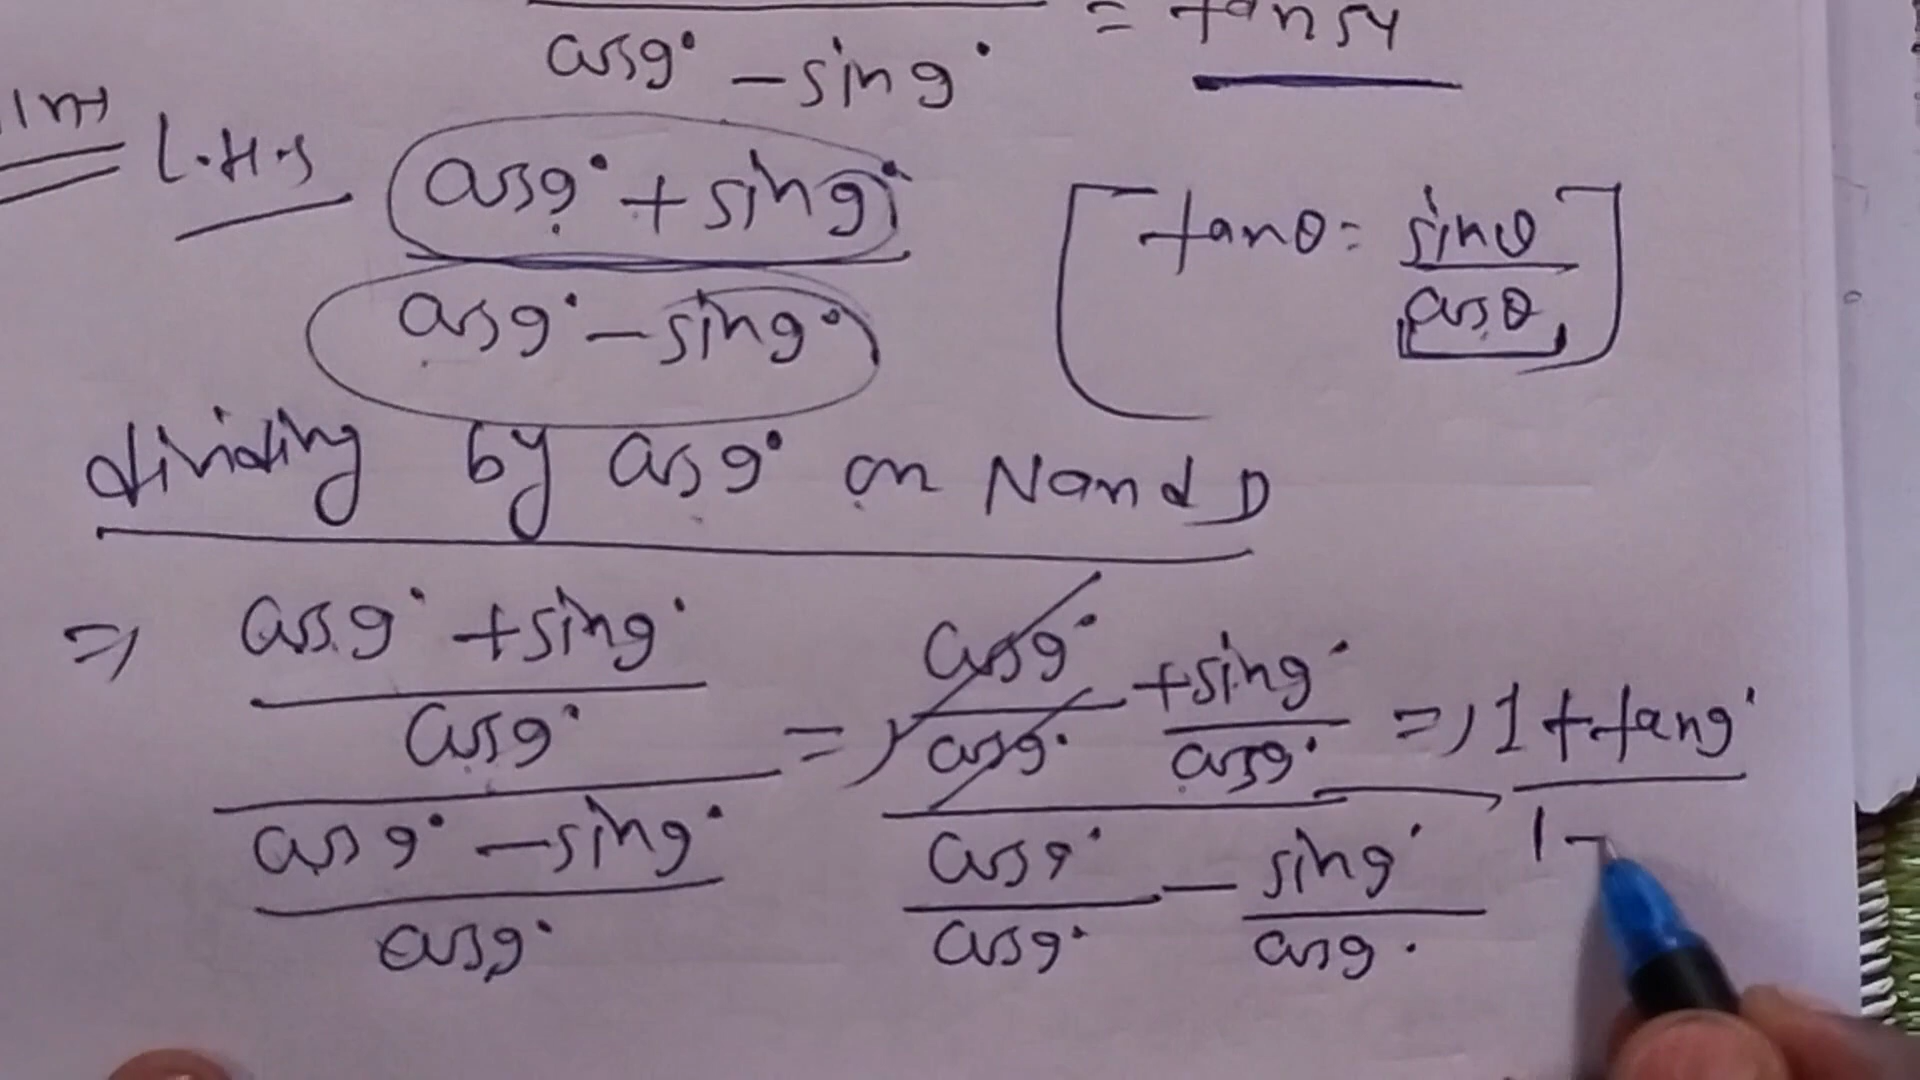 cos9° - sin9° = tan54
L.H.S cos9° + sin9° / cos9° - sin9° [tanθ = sinθ / cosθ]
dividing by cos9° on N and D
=> cos9° + sin9° / cos9° / cos9° - sin9° / cos9° => cos9° / cos9° + sin9° / cos9° / cos9° / cos9° - sin9° / cos9° => 1 + tan9° / 1 -